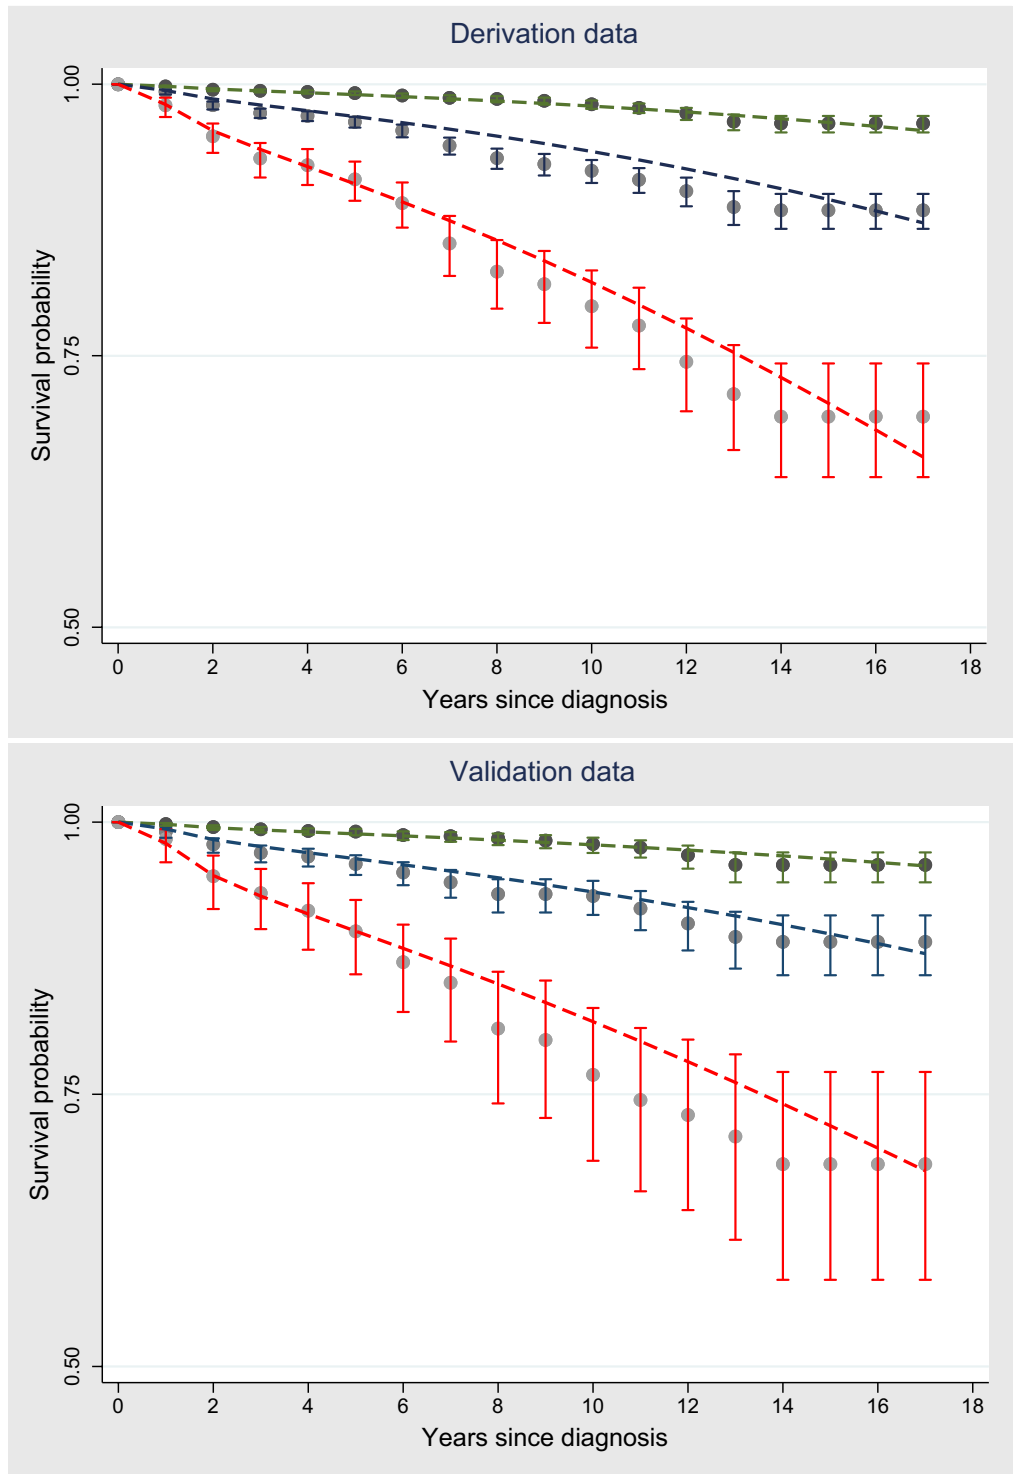 Derivation data
1.00
0.75
0.50
Survival probability
0 2 4 6 8 10 12 14 16 18
Years since diagnosis
Validation data
1.00
0.75
0.50
Survival probability
0 2 4 6 8 10 12 14 16 18
Years since diagnosis